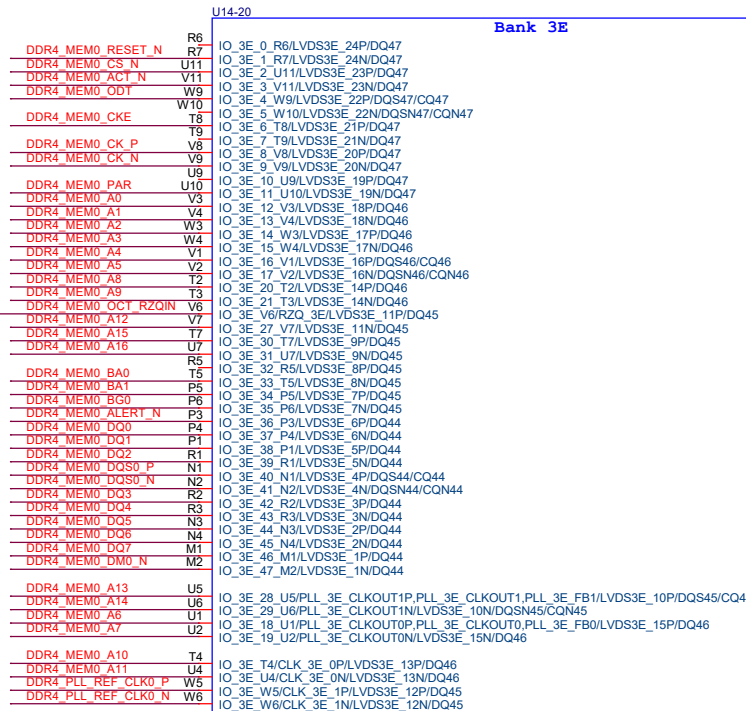 U14-20
Bank 3E
R6 IO_3E_0_R6/LVDS3E_24P/DQ47
DDR4_MEM0_RESET_N R7 IO_3E_1_R7/LVDS3E_24N/DQ47
DDR4_MEM0_CS_N U11 IO_3E_2_U11/LVDS3E_23P/DQ47
DDR4_MEM0_ACT_N V11 IO_3E_3_V11/LVDS3E_23N/DQ47
DDR4_MEM0_ODT W9 IO_3E_4_W9/LVDS3E_22P/DQS47/CQ47
W10 IO_3E_5_W10/LVDS3E_22N/DQSN47/CQN47
DDR4_MEM0_CKE T8 IO_3E_6_T8/LVDS3E_21P/DQ47
T9 IO_3E_7_T9/LVDS3E_21N/DQ47
DDR4_MEM0_CK_P V8 IO_3E_8_V8/LVDS3E_20P/DQ47
DDR4_MEM0_CK_N V9 IO_3E_9_V9/LVDS3E_20N/DQ47
U9 IO_3E_10_U9/LVDS3E_19P/DQ47
DDR4_MEM0_PAR U10 IO_3E_11_U10/LVDS3E_19N/DQ47
DDR4_MEM0_A0 V3 IO_3E_12_V3/LVDS3E_18P/DQ46
DDR4_MEM0_A1 V4 IO_3E_13_V4/LVDS3E_18N/DQ46
DDR4_MEM0_A2 W3 IO_3E_14_W3/LVDS3E_17P/DQ46
DDR4_MEM0_A3 W4 IO_3E_15_W4/LVDS3E_17N/DQ46
DDR4_MEM0_A4 V1 IO_3E_16_V1/LVDS3E_16P/DQS46/CQ46
DDR4_MEM0_A5 V2 IO_3E_17_V2/LVDS3E_16N/DQSN46/CQN46
DDR4_MEM0_A8 T2 IO_3E_20_T2/LVDS3E_14P/DQ46
DDR4_MEM0_A9 T3 IO_3E_21_T3/LVDS3E_14N/DQ46
DDR4_MEM0_OCT_RZQIN V6 IO_3E_V6/RZQ_3E/LVDS3E_11P/DQ45
DDR4_MEM0_A12 V7 IO_3E_27_V7/LVDS3E_11N/DQ45
DDR4_MEM0_A15 T7 IO_3E_30_T7/LVDS3E_9P/DQ45
DDR4_MEM0_A16 U7 IO_3E_31_U7/LVDS3E_9N/DQ45
R5 IO_3E_32_R5/LVDS3E_8P/DQ45
DDR4_MEM0_BA0 T5 IO_3E_33_T5/LVDS3E_8N/DQ45
DDR4_MEM0_BA1 P5 IO_3E_34_P5/LVDS3E_7P/DQ45
DDR4_MEM0_BG0 P6 IO_3E_35_P6/LVDS3E_7N/DQ45
DDR4_MEM0_ALERT_N P3 IO_3E_36_P3/LVDS3E_6P/DQ44
DDR4_MEM0_DQ0 P4 IO_3E_37_P4/LVDS3E_6N/DQ44
DDR4_MEM0_DQ1 P1 IO_3E_38_P1/LVDS3E_5P/DQ44
DDR4_MEM0_DQ2 R1 IO_3E_39_R1/LVDS3E_5N/DQ44
DDR4_MEM0_DQS0_P N1 IO_3E_40_N1/LVDS3E_4P/DQS44/CQ44
DDR4_MEM0_DQS0_N N2 IO_3E_41_N2/LVDS3E_4N/DQSN44/CQN44
DDR4_MEM0_DQ3 R2 IO_3E_42_R2/LVDS3E_3P/DQ44
DDR4_MEM0_DQ4 R3 IO_3E_43_R3/LVDS3E_3N/DQ44
DDR4_MEM0_DQ5 N3 IO_3E_44_N3/LVDS3E_2P/DQ44
DDR4_MEM0_DQ6 N4 IO_3E_45_N4/LVDS3E_2N/DQ44
DDR4_MEM0_DQ7 M1 IO_3E_46_M1/LVDS3E_1P/DQ44
DDR4_MEM0_DM0_N M2 IO_3E_47_M2/LVDS3E_1N/DQ44
DDR4_MEM0_A13 U5 IO_3E_28_U5/PLL_3E_CLKOUT1P,PLL_3E_CLKOUT1,PLL_3E_FB1/LVDS3E_10P/DQS45/CQ4
DDR4_MEM0_A14 U6 IO_3E_29_U6/PLL_3E_CLKOUT1N/LVDS3E_10N/DQSN45/CQN45
DDR4_MEM0_A6 U1 IO_3E_18_U1/PLL_3E_CLKOUT0P,PLL_3E_CLKOUT0,PLL_3E_FB0/LVDS3E_15P/DQ46
DDR4_MEM0_A7 U2 IO_3E_19_U2/PLL_3E_CLKOUT0N/LVDS3E_15N/DQ46
DDR4_MEM0_A10 T4 IO_3E_T4/CLK_3E_0P/LVDS3E_13P/DQ46
DDR4_MEM0_A11 U4 IO_3E_U4/CLK_3E_0N/LVDS3E_13N/DQ46
DDR4_PLL_REF_CLK0_P W5 IO_3E_W5/CLK_3E_1P/LVDS3E_12P/DQ45
DDR4_PLL_REF_CLK0_N W6 IO_3E_W6/CLK_3E_1N/LVDS3E_12N/DQ45